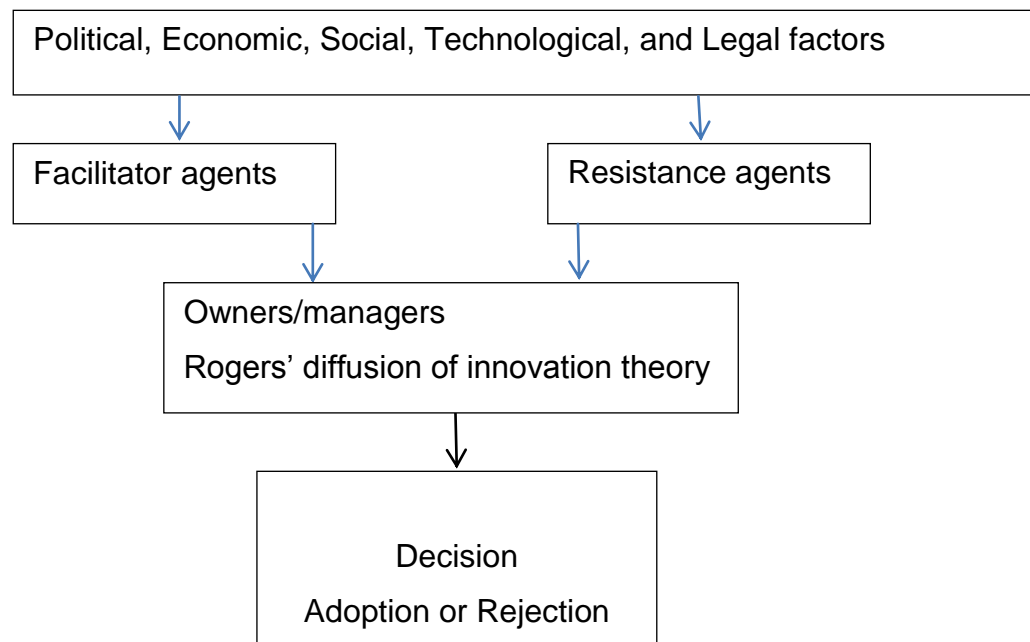 Political, Economic, Social, Technological, and Legal factors
Facilitator agents
Resistance agents
Owners/managers
Rogers’ diffusion of innovation theory
Decision
Adoption or Rejection